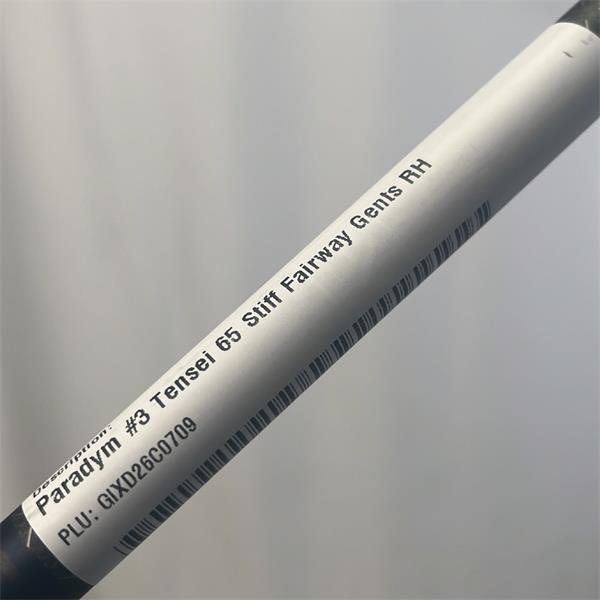 Description:
Paradym #3 Tensei 65 Stiff Fairway Gents RH
PLU: GIXD26C0709